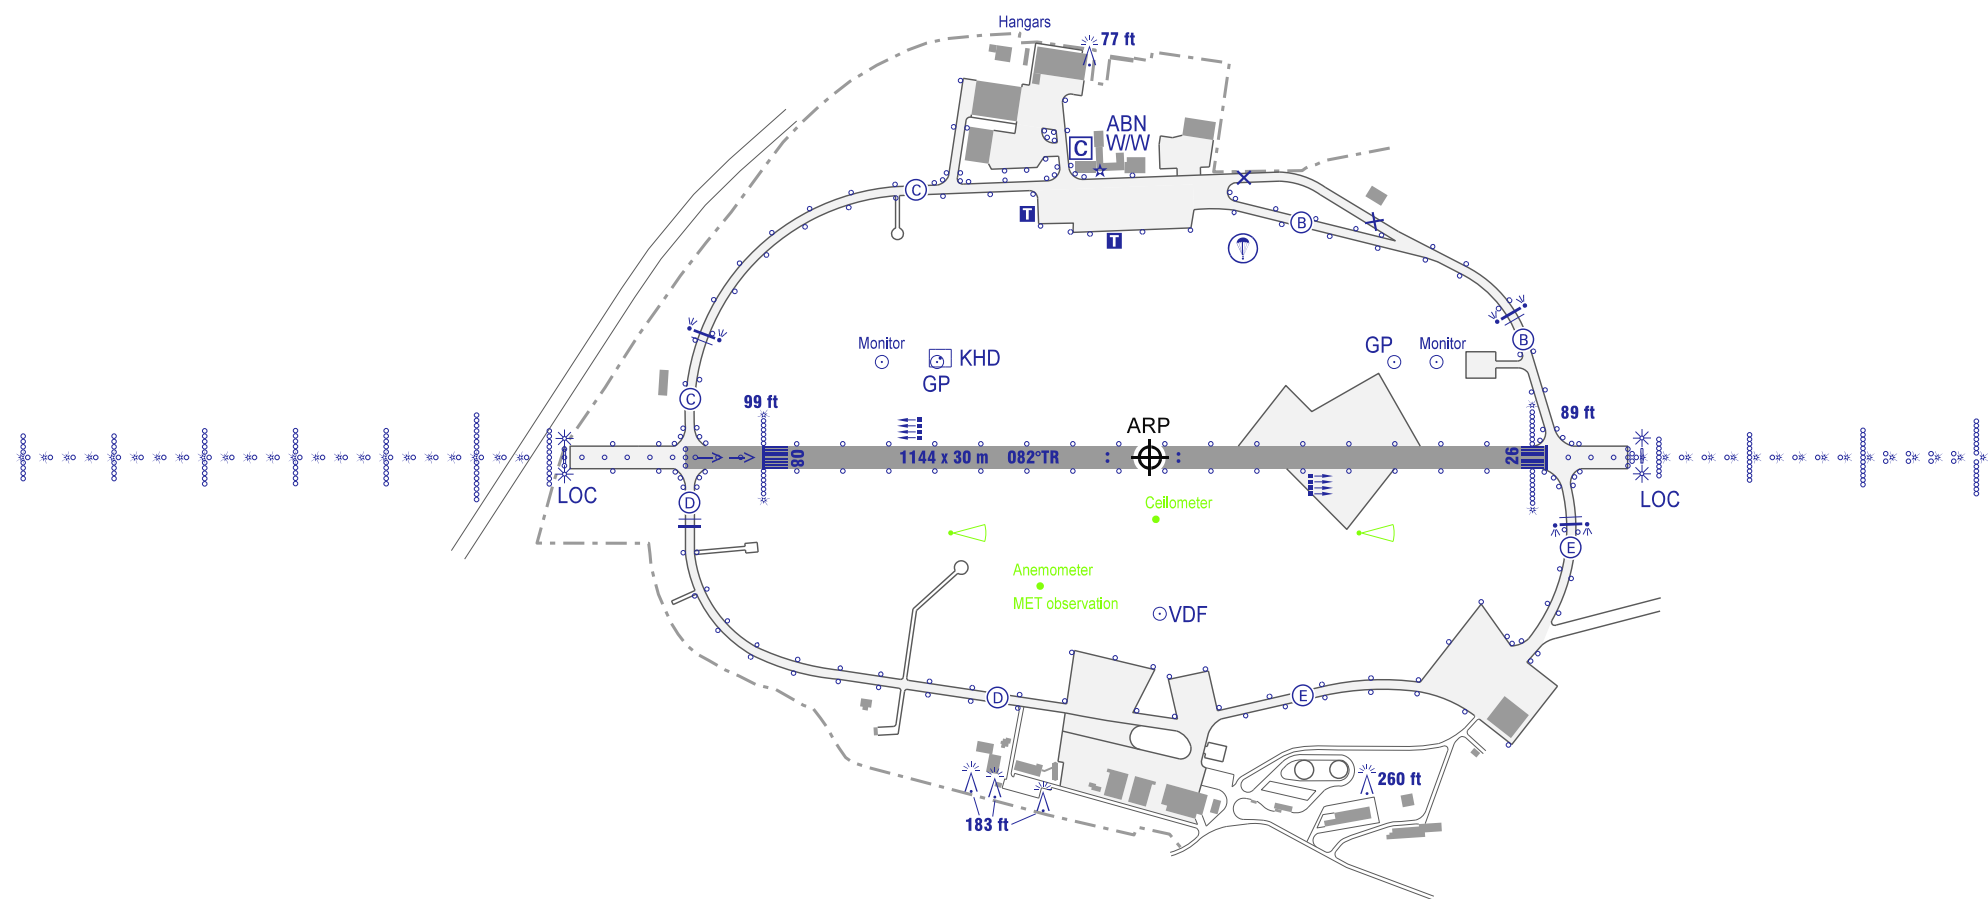 Hangars
77 ft
ABN
W/W
C
C
T
T
B
B
Monitor
KHD
GP
GP
Monitor
C
99 ft
ARP
89 ft
08
1144 x 30 m 082°TR
26
LOC
D
Ceilometer
LOC
E
Anemometer
MET observation
VDF
D
E
260 ft
183 ft